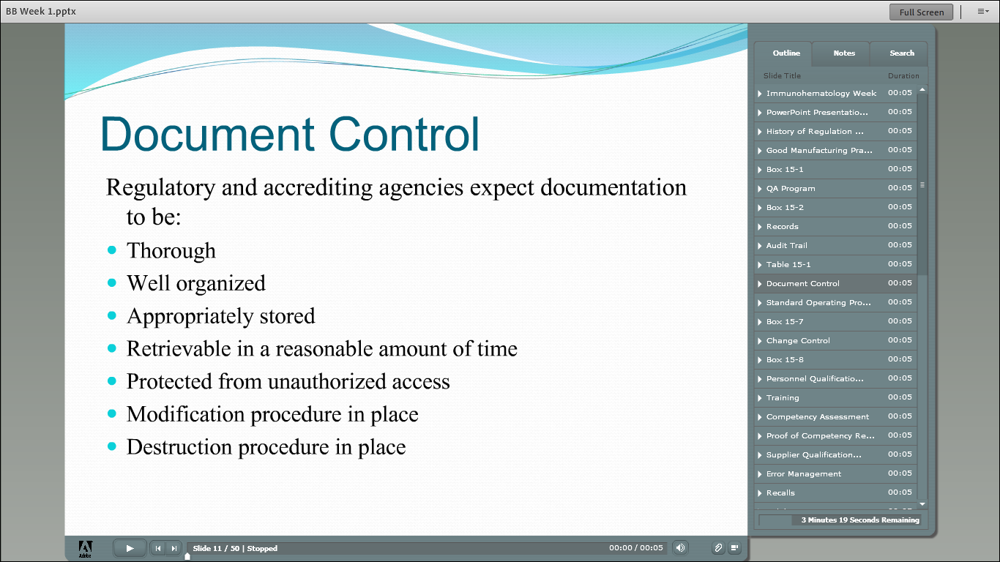 BB Week 1.pptx
Full Screen
Document Control
Regulatory and accrediting agencies expect documentation
to be:
Thorough
Well organized
Appropriately stored
Retrievable in a reasonable amount of time
Protected from unauthorized access
Modification procedure in place
Destruction procedure in place
Outline Notes Search
Slide Title Duration
Immunohematology Week 00:05
PowerPoint Presentatio... 00:05
History of Regulation ... 00:05
Good Manufacturing Pra... 00:05
Box 15-1 00:05
QA Program 00:05
Box 15-2 00:05
Records 00:05
Audit Trail 00:05
Table 15-1 00:05
Document Control 00:05
Standard Operating Pro... 00:05
Box 15-7 00:05
Change Control 00:05
Box 15-8 00:05
Personnel Qualificatio... 00:05
Training 00:05
Competency Assessment 00:05
Proof of Competency Re... 00:05
Supplier Qualification... 00:05
Error Management 00:05
Recalls 00:05
3 Minutes 19 Seconds Remaining
Adobe
Slide 11 / 50 | Stopped
00:00 / 00:05